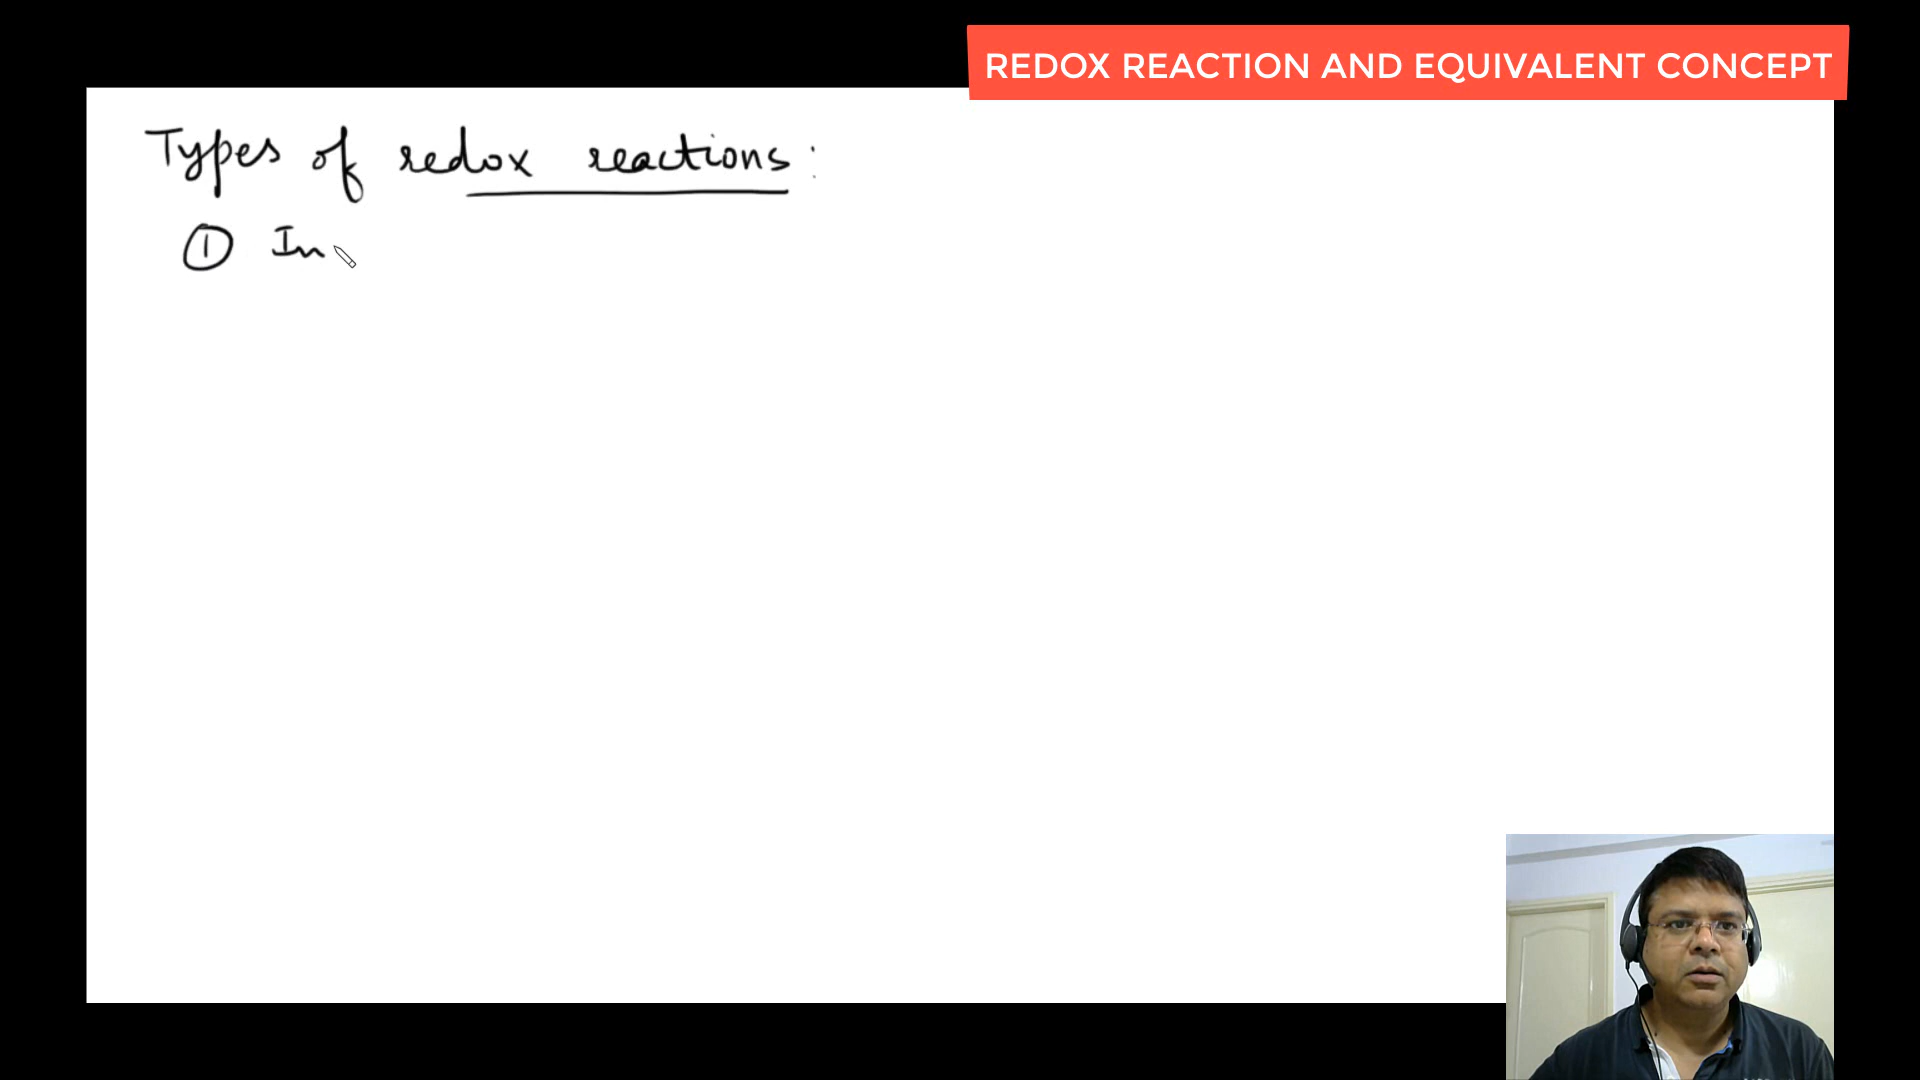 REDOX REACTION AND EQUIVALENT CONCEPT
Types of redox reactions:
① In